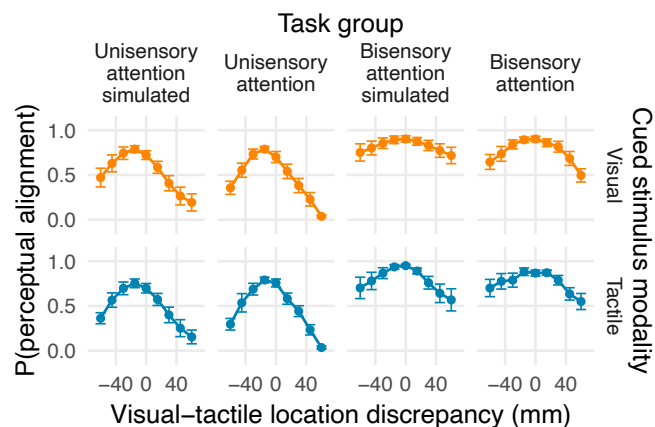 Task group
Unisensory
attention
simulated
Unisensory
attention
Bisensory
attention
simulated
Bisensory
attention
P(perceptual alignment)
1.0
0.5
0.0
1.0
0.5
0.0
Visual
Tactile
Cued stimulus modality
−40 0 40
−40 0 40
−40 0 40
−40 0 40
Visual−tactile location discrepancy (mm)